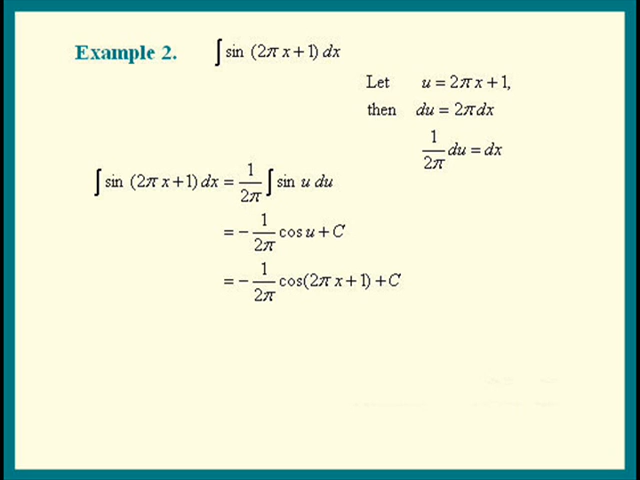 Example 2. ∫ sin (2π x + 1) dx
Let u = 2π x + 1,
then du = 2π dx
1/2π du = dx
∫ sin (2π x + 1) dx = 1/2π ∫ sin u du
= − 1/2π cos u + C
= − 1/2π cos(2π x + 1) + C